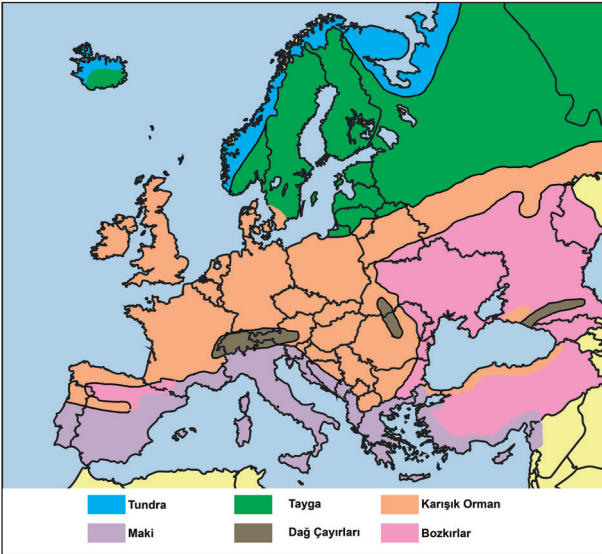 Tundra
Tayga
Karışık Orman
Maki
Dağ Çayırları
Bozkırlar